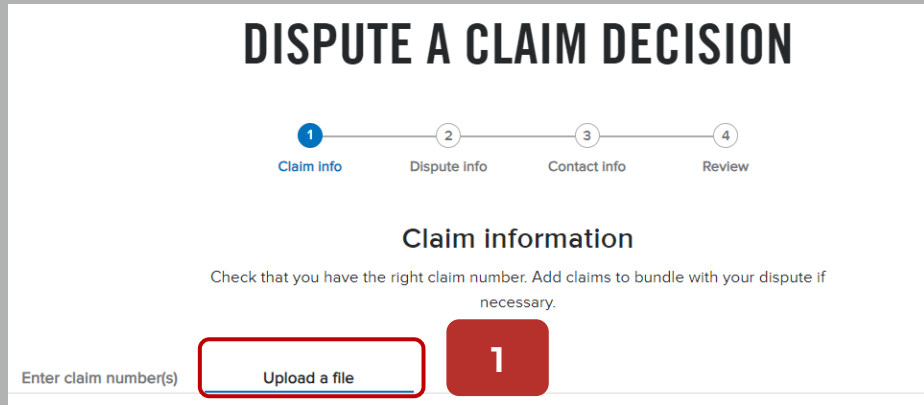 DISPUTE A CLAIM DECISION
1 2 3 4
Claim info Dispute info Contact info Review
Claim information
Check that you have the right claim number. Add claims to bundle with your dispute if
necessary.
Enter claim number(s) Upload a file 1